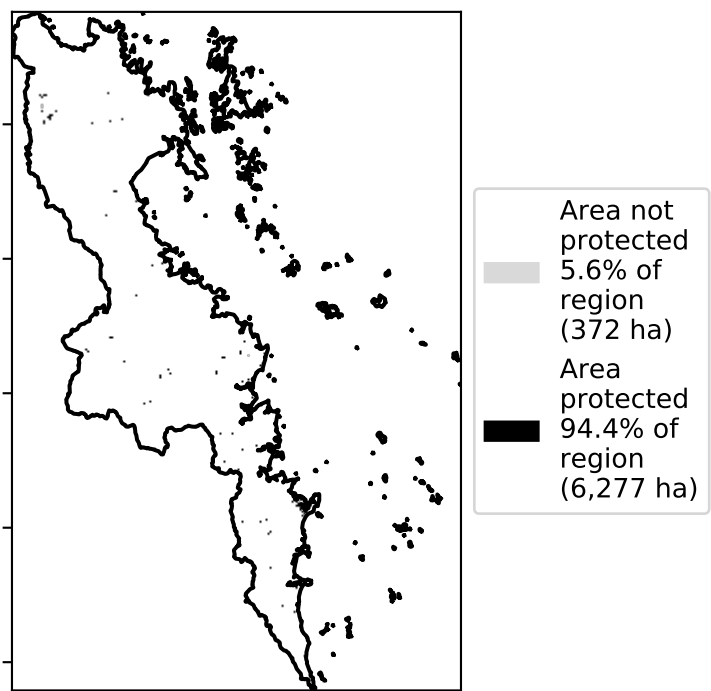 Area not
protected
5.6% of
region
(372 ha)
Area
protected
94.4% of
region
(6,277 ha)